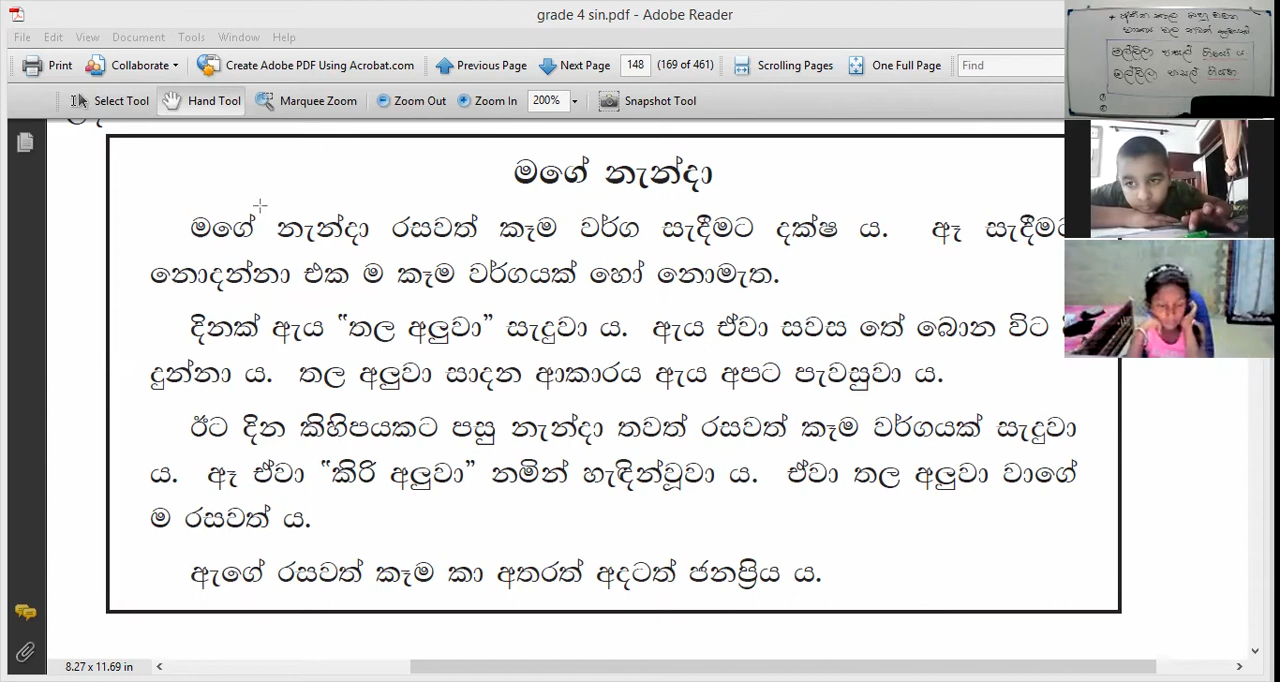 grade 4 sin.pdf - Adobe Reader
File Edit View Document Tools Window Help
Print Collaborate Create Adobe PDF Using Acrobat.com Previous Page Next Page 148 (169 of 461) Scrolling Pages One Full Page Find
Select Tool Hand Tool Marquee Zoom Zoom Out Zoom In 200% Snapshot Tool
මගේ නැන්දා
මගේ නැන්දා රසවත් කෑම වර්ග සැදීමට දක්ෂ ය. ඈ සැදීමට
නොදන්නා එක ම කෑම වර්ගයක් හෝ නොමැත.
දිනක් ඇය “තල අලුවා” සැදුවා ය. ඇය ඒවා සවස තේ බොන විට
දුන්නා ය. තල අලුවා සාදන ආකාරය ඇය අපට පැවසුවා ය.
ඊට දින කිහිපයකට පසු නැන්දා තවත් රසවත් කෑම වර්ගයක් සැදුවා
ය. ඈ ඒවා “කිරි අලුවා” නමින් හැඳින්වූවා ය. ඒවා තල අලුවා වාගේ
ම රසවත් ය.
ඇගේ රසවත් කෑම කා අතරත් අදටත් ජනප්‍රිය ය.
8.27 x 11.69 in